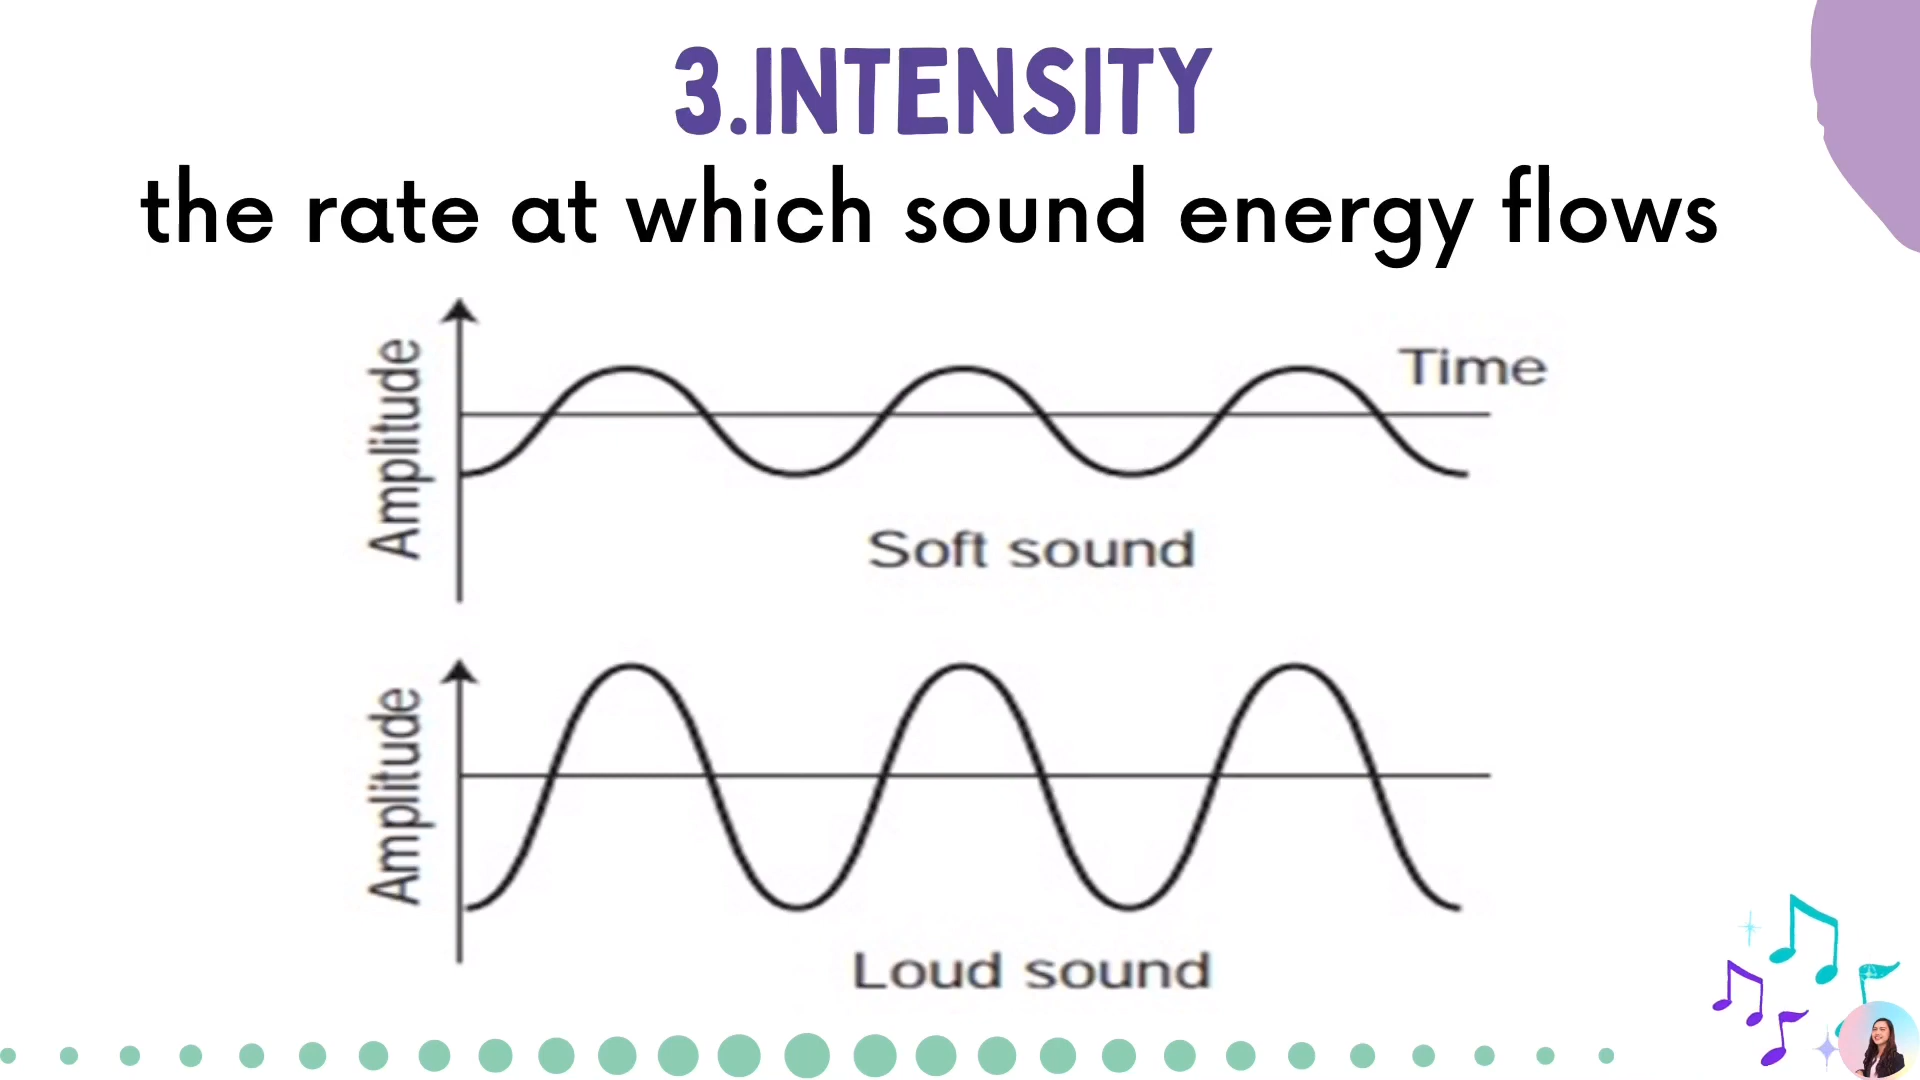 3.INTENSITY
the rate at which sound energy flows
Amplitude
Time
Soft sound
Amplitude
Loud sound